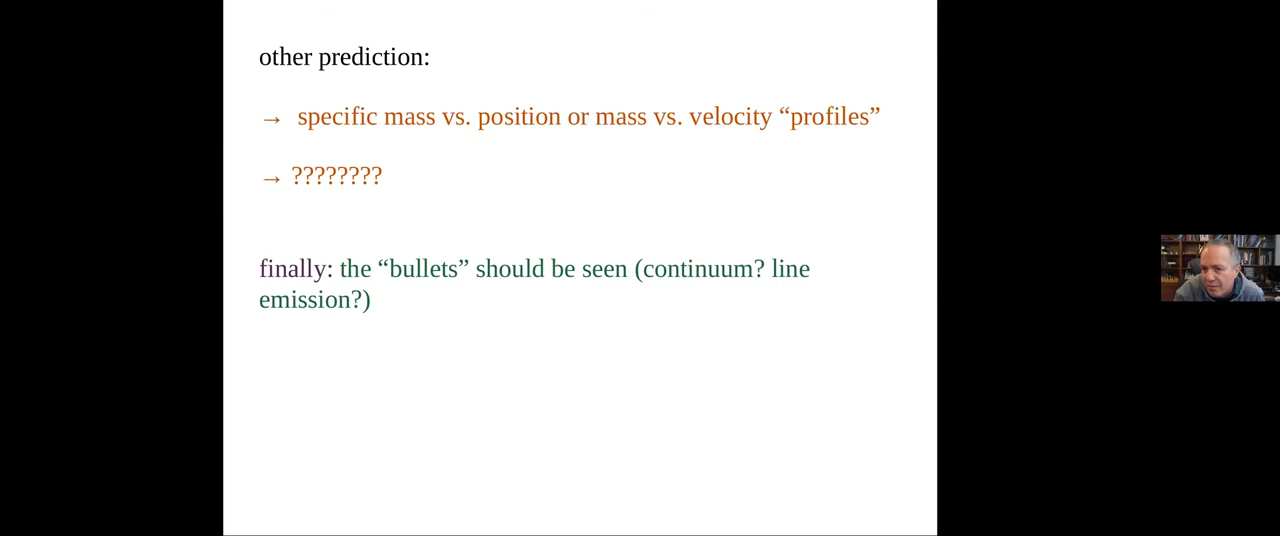 other prediction:
→ specific mass vs. position or mass vs. velocity “profiles”
→ ????????
finally: the “bullets” should be seen (continuum? line
emission?)